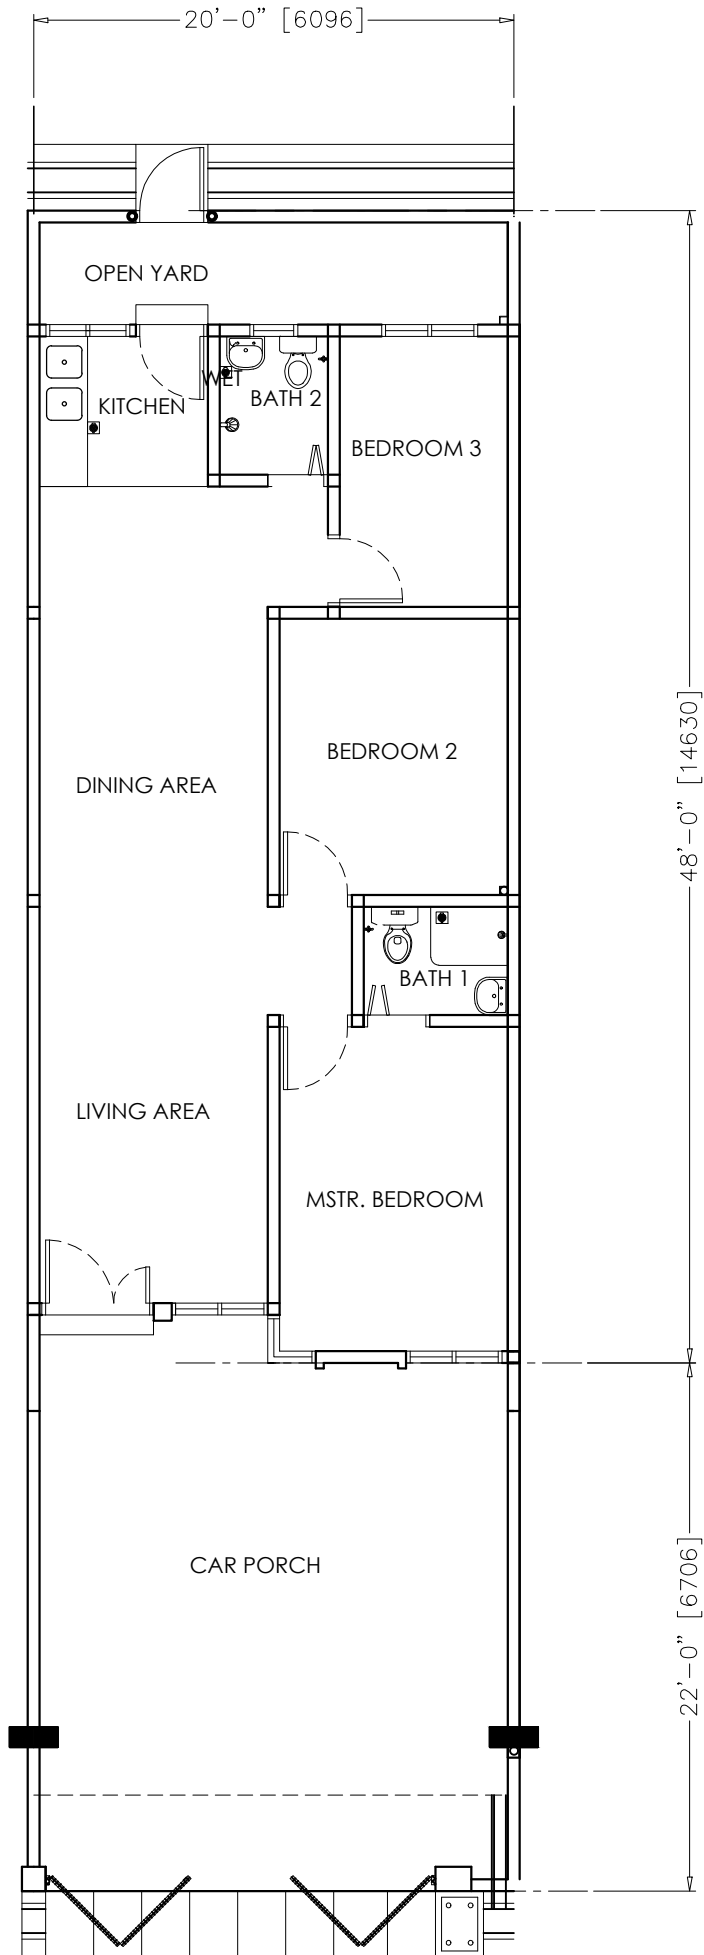 20'-0" [6096]
OPEN YARD
WET
KITCHEN
BATH 2
BEDROOM 3
48'-0" [14630]
BEDROOM 2
DINING AREA
BATH 1
LIVING AREA
MSTR. BEDROOM
CAR PORCH
22'-0" [6706]